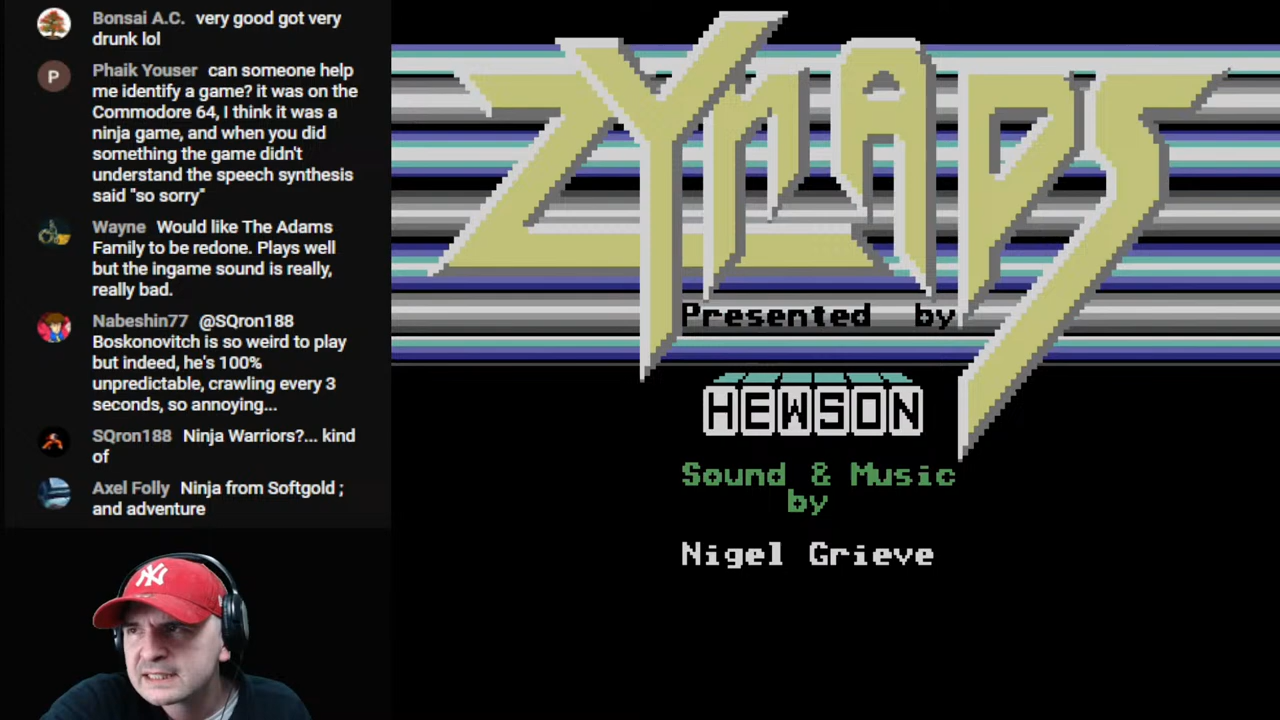 Bonsai A.C. very good got very
drunk lol
P
Phaik Youser can someone help
me identify a game? it was on the
Commodore 64, I think it was a
ninja game, and when you did
something the game didn't
understand the speech synthesis
said "so sorry"
Wayne Would like The Adams
Family to be redone. Plays well
but the ingame sound is really,
really bad.
Nabeshin77 @SQron188
Boskonovitch is so weird to play
but indeed, he's 100%
unpredictable, crawling every 3
seconds, so annoying...
SQron188 Ninja Warriors?... kind
of
Axel Folly Ninja from Softgold ;
and adventure
NY
ZYnAPS
Presented by
HEWSON
Sound & Music
by
Nigel Grieve